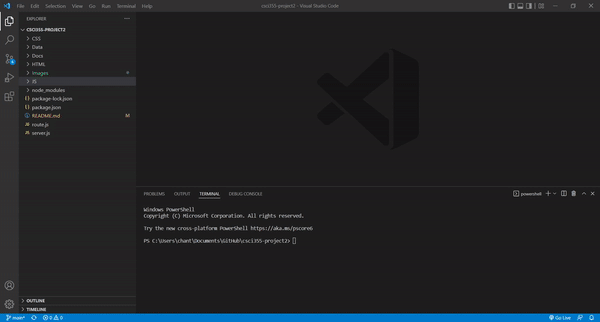 File Edit Selection View Go Run Terminal Help
csci355-project2 - Visual Studio Code
EXPLORER
CSCI355-PROJECT2
CSS
Data
Docs
HTML
Images
JS
node_modules
package-lock.json
package.json
README.md M
route.js
server.js
OUTLINE
TIMELINE
PROBLEMS OUTPUT TERMINAL DEBUG CONSOLE
powershell
Windows PowerShell
Copyright (C) Microsoft Corporation. All rights reserved.
Try the new cross-platform PowerShell https://aka.ms/pscore6
PS C:\Users\chant\Documents\GitHub\csci355-project2>
main* 0 0 Go Live